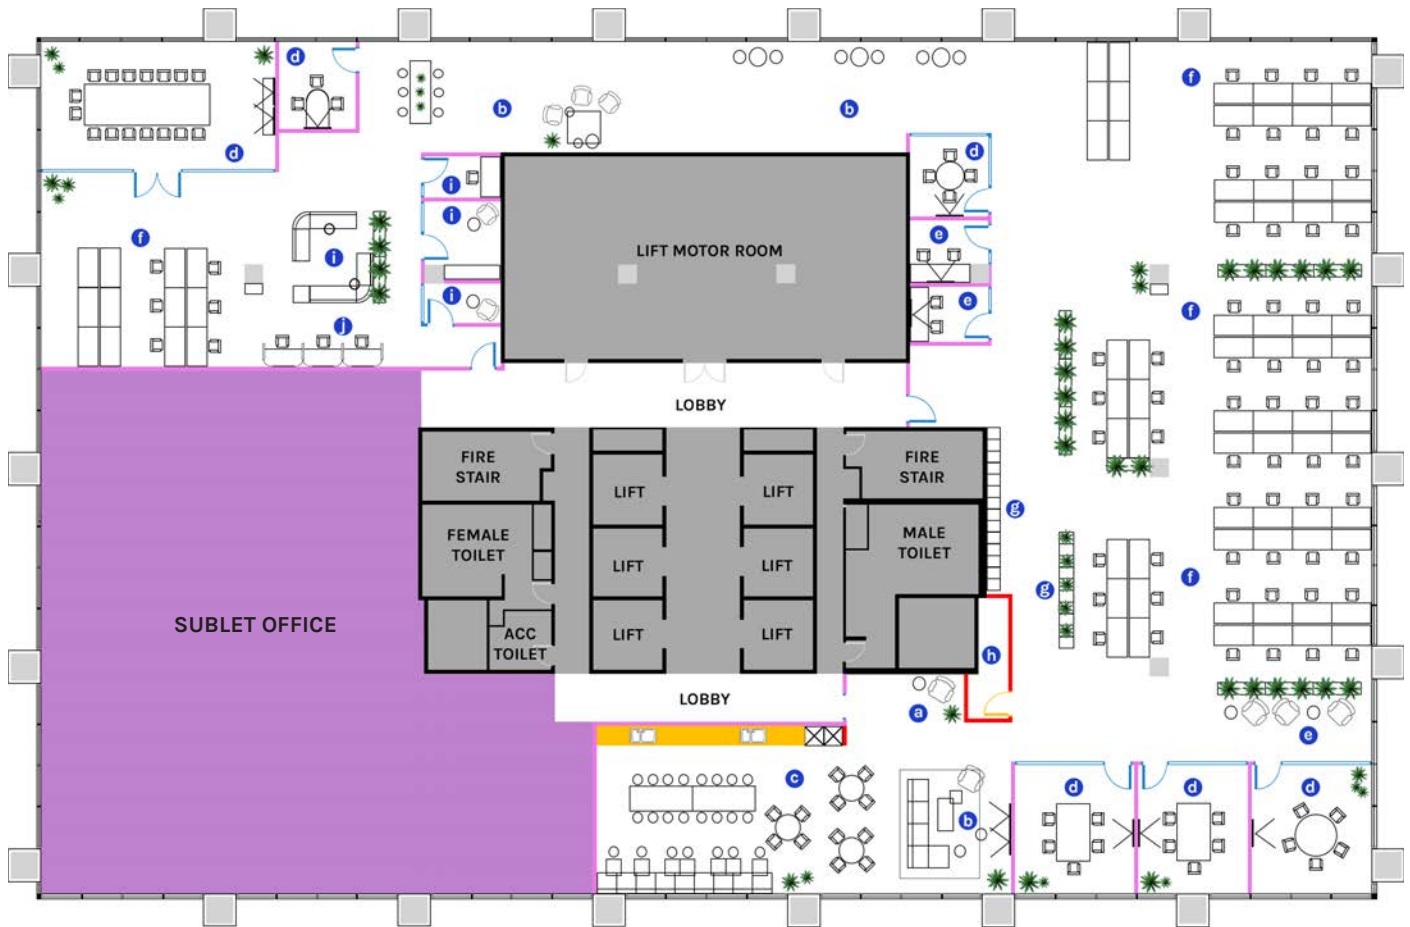 d
f
b
b
d
d
i
i
f
e
LIFT MOTOR ROOM
i
i
e
f
j
LOBBY
FIRE
STAIR
FIRE
STAIR
LIFT
LIFT
g
FEMALE
TOILET
MALE
TOILET
LIFT
LIFT
f
g
SUBLET OFFICE
LIFT
LIFT
ACC
TOILET
h
LOBBY
a
e
c
d
d
d
b